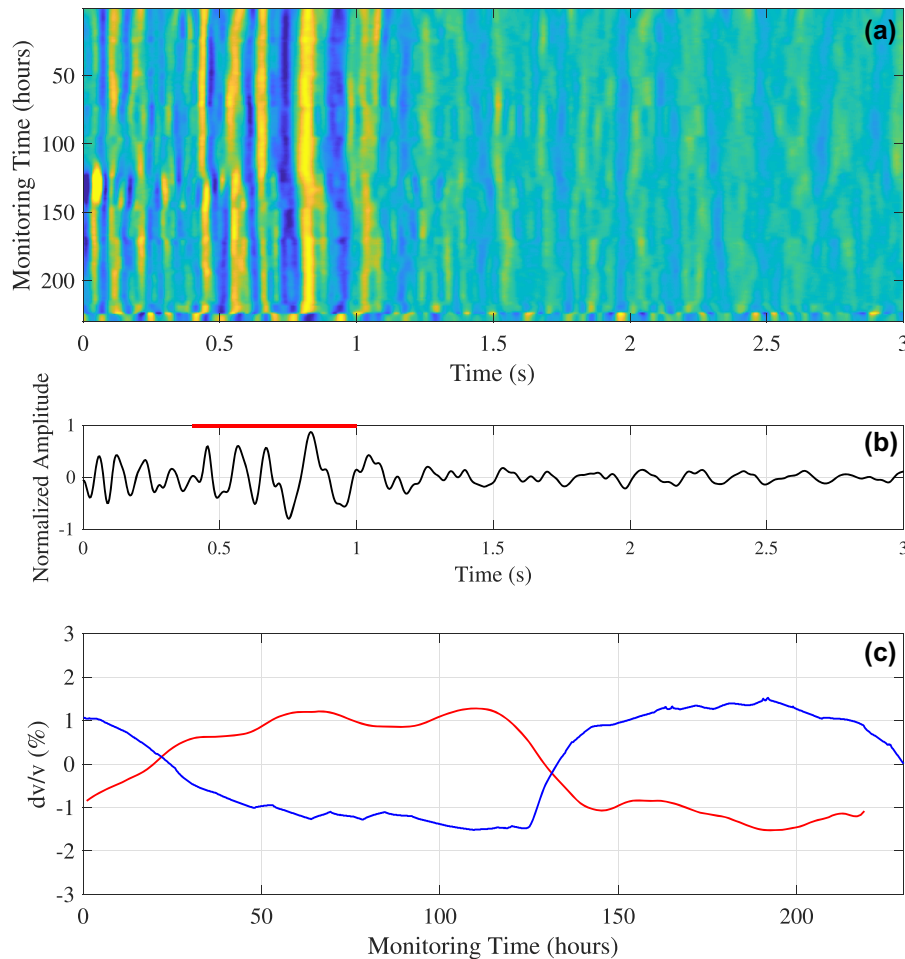 (a)
Monitoring Time (hours)
50
100
150
200
0 0.5 1 1.5 2 2.5 3
Time (s)
(b)
Normalized Amplitude
1
0
-1
0 0.5 1 1.5 2 2.5 3
Time (s)
(c)
dv/v (%)
3
2
1
0
-1
-2
-3
0 50 100 150 200
Monitoring Time (hours)